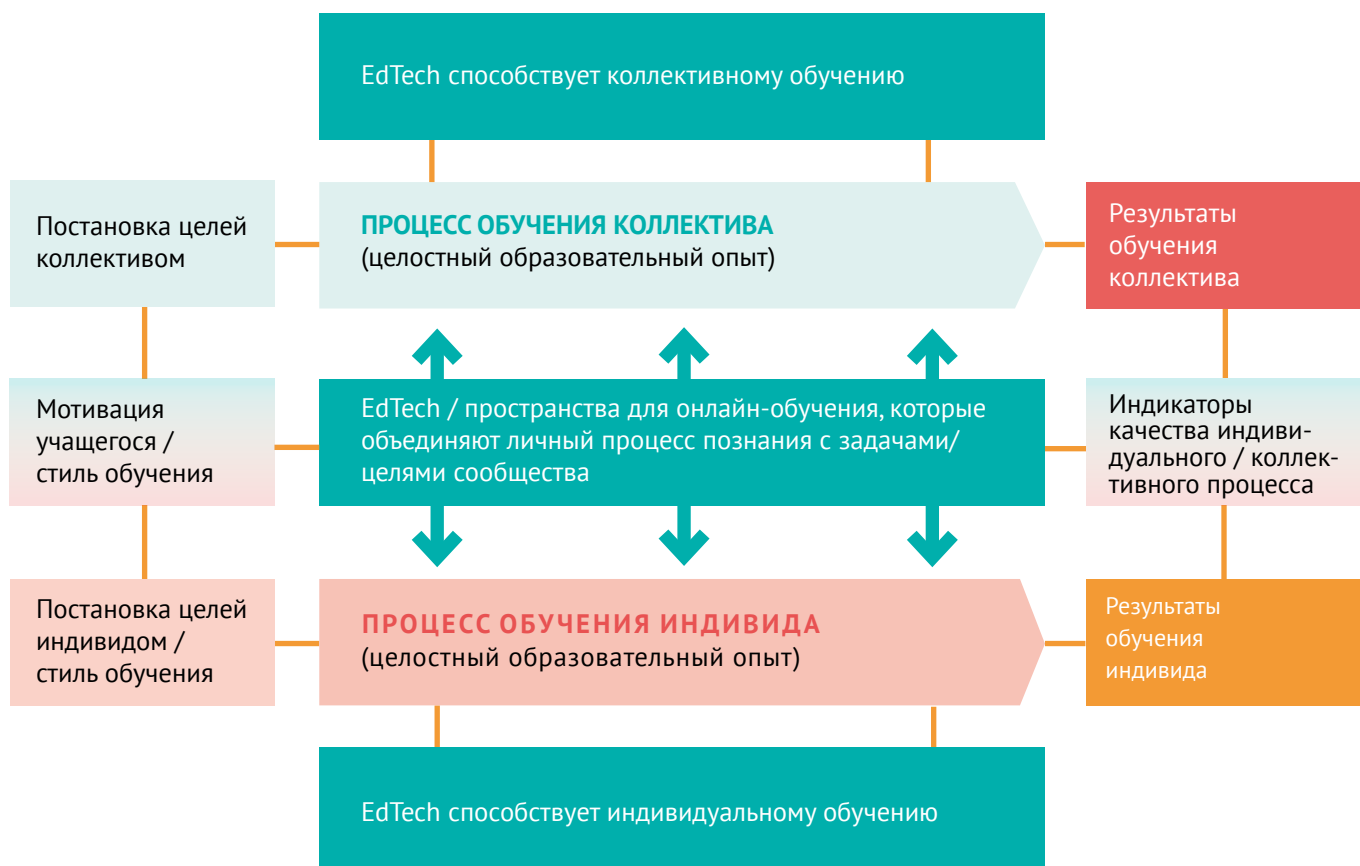 EdTech способствует коллективному обучению
Постановка целей
коллективом
ПРОЦЕСС ОБУЧЕНИЯ КОЛЛЕКТИВА
(целостный образовательный опыт)
Результаты
обучения
коллектива
Мотивация
учащегося /
стиль обучения
EdTech / пространства для онлайн-обучения, которые
объединяют личный процесс познания с задачами/
целями сообщества
Индикаторы
качества индиви-
дуального / коллек-
тивного процесса
Постановка целей
индивидом /
стиль обучения
ПРОЦЕСС ОБУЧЕНИЯ ИНДИВИДА
(целостный образовательный опыт)
Результаты
обучения
индивида
EdTech способствует индивидуальному обучению